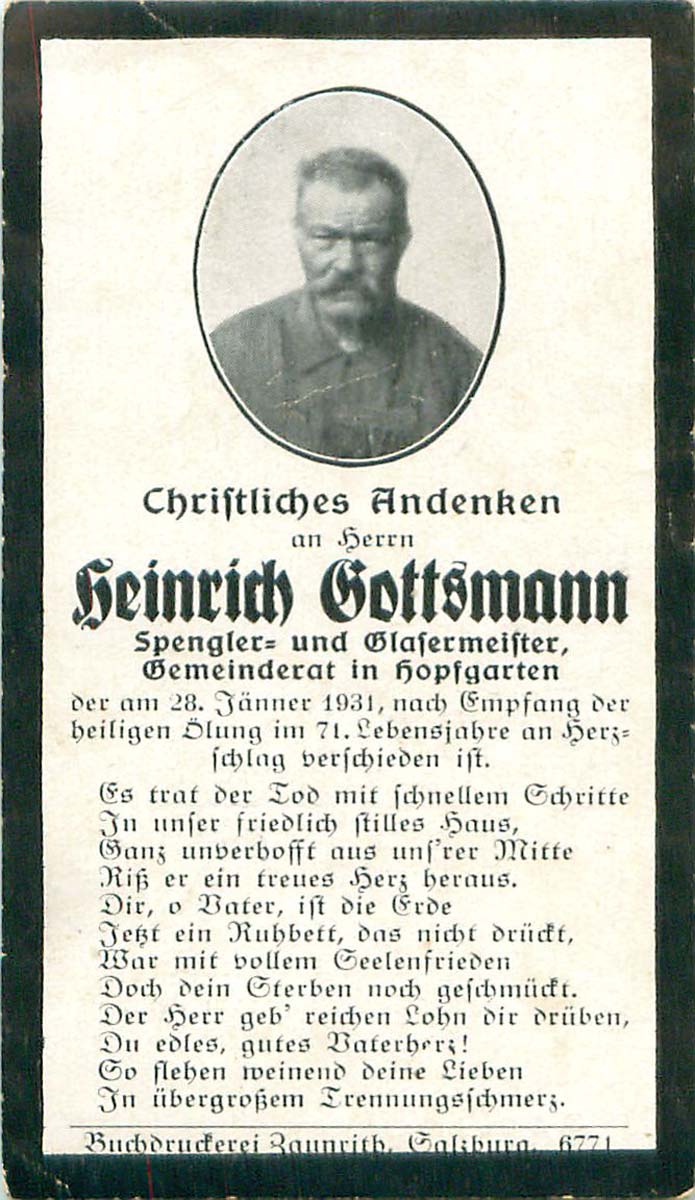 Christliches Andenken
an Herrn
Heinrich Gottsmann
Spengler= und Glasermeister,
Gemeinderat in Hopfgarten
der am 28. Jänner 1931, nach Empfang der
heiligen Ölung im 71. Lebensjahre an Herz=
schlag verschieden ist.
Es trat der Tod mit schnellem Schritte
In unser friedlich stilles Haus,
Ganz unverhofft aus uns'rer Mitte
Riß er ein treues Herz heraus.
Dir, o Vater, ist die Erde
Jetzt ein Ruhbett, das nicht drückt,
War mit vollem Seelenfrieden
Doch dein Sterben noch geschmückt.
Der Herr geb' reichen Lohn dir drüben,
Du edles, gutes Vaterherz!
So flehen weinend deine Lieben
In übergroßem Trennungsschmerz.
Buchdruckerei Zaunrith, Salzburg. 6771